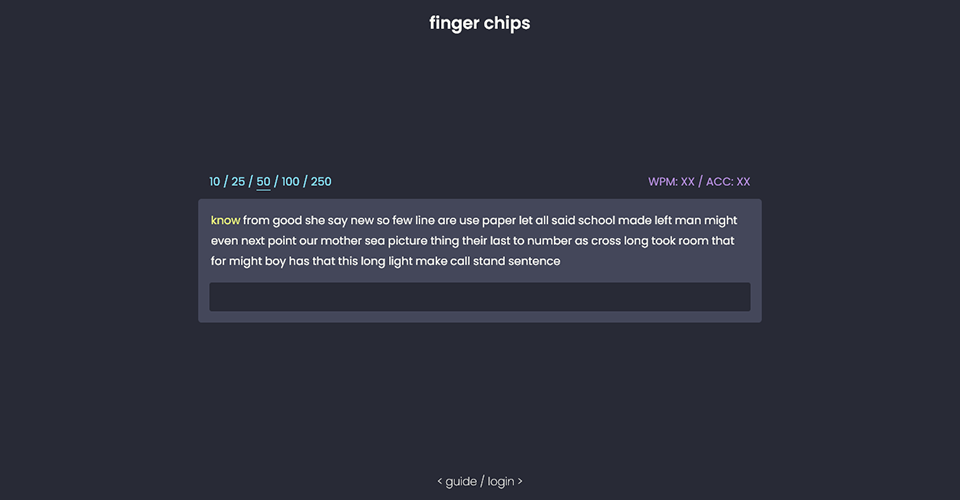 finger chips
10 / 25 / 50 / 100 / 250
WPM: XX / ACC: XX
know from good she say new so few line are use paper let all said school made left man might
even next point our mother sea picture thing their last to number as cross long took room that
for might boy has that this long light make call stand sentence
< guide / login >